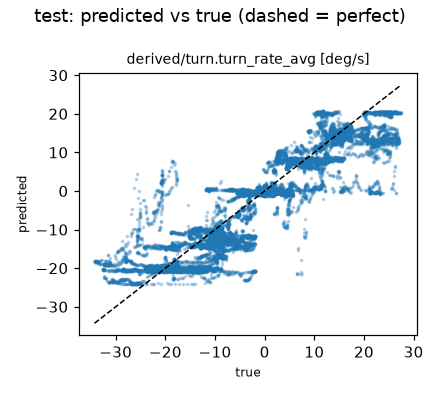 test: predicted vs true (dashed = perfect)
derived/turn.turn_rate_avg [deg/s]
30
20
10
0
−10
−20
−30
predicted
−30 −20 −10 0 10 20 30
true